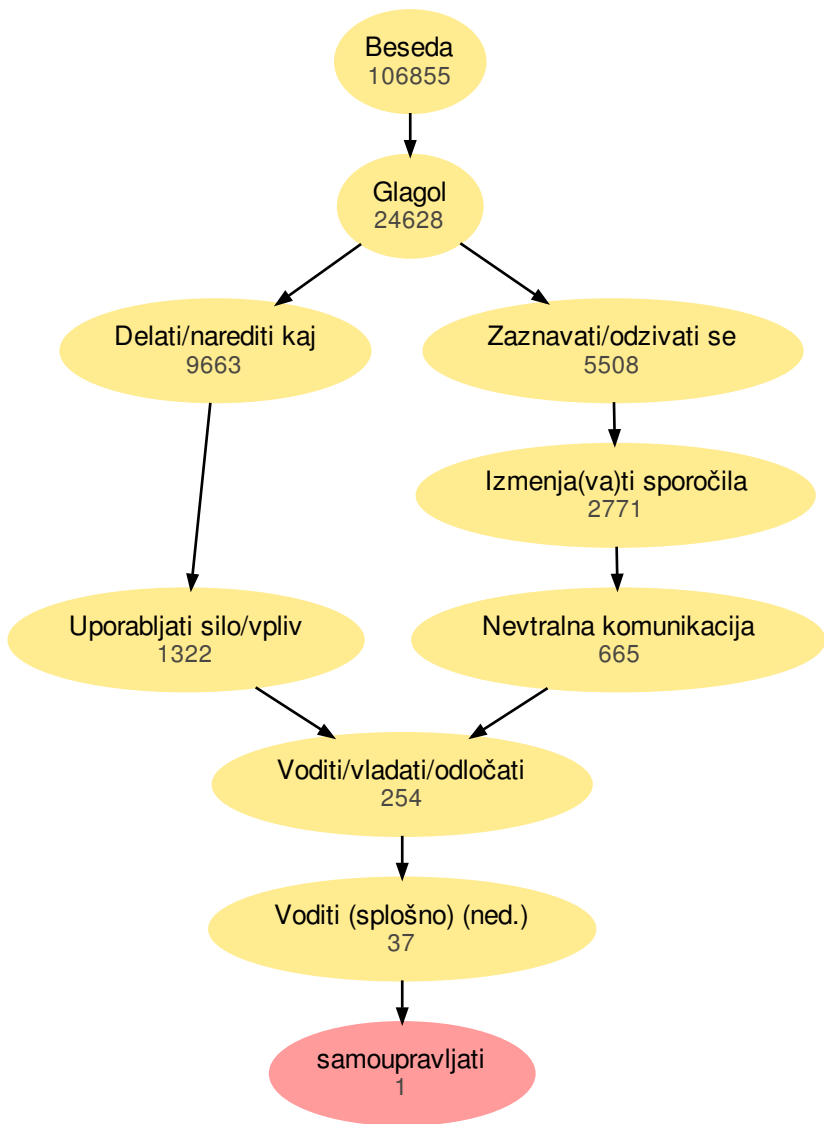 Beseda
106855
Glagol
24628
Delati/narediti kaj
9663
Zaznavati/odzivati se
5508
Izmenja(va)ti sporočila
2771
Uporabljati silo/vpliv
1322
Nevtralna komunikacija
665
Voditi/vladati/odločati
254
Voditi (splošno) (ned.)
37
samoupravljati
1